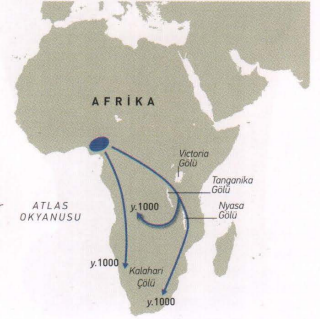 AFRİKA
Victoria
Gölü
Tanganika
Gölü
Nyasa
Gölü
y.1000
ATLAS
OKYANUSU
y.1000
Kalahari
Çölü
y.1000